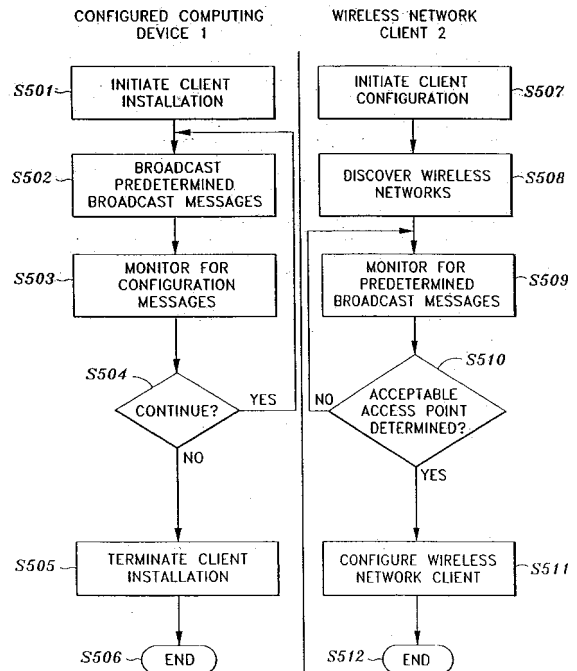 CONFIGURED COMPUTING
DEVICE 1
S501
INITIATE CLIENT
INSTALLATION
S502
BROADCAST
PREDETERMINED
BROADCAST MESSAGES
S503
MONITOR FOR
CONFIGURATION
MESSAGES
S504
CONTINUE?
YES
NO
S505
TERMINATE CLIENT
INSTALLATION
S506
END
WIRELESS NETWORK
CLIENT 2
INITIATE CLIENT
CONFIGURATION
S507
DISCOVER WIRELESS
NETWORKS
S508
MONITOR FOR
PREDETERMINED
BROADCAST MESSAGES
S509
S510
NO
ACCEPTABLE
ACCESS POINT
DETERMINED?
YES
CONFIGURE WIRELESS
NETWORK CLIENT
S511
S512
END